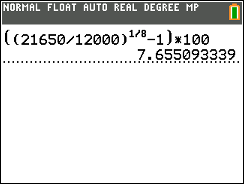 NORMAL FLOAT AUTO REAL DEGREE MP
((21650/12000)^1/8-1)*100
7.655093339